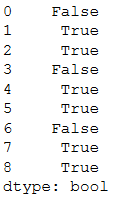 0    False
1     True
2     True
3    False
4     True
5     True
6    False
7     True
8     True
dtype: bool